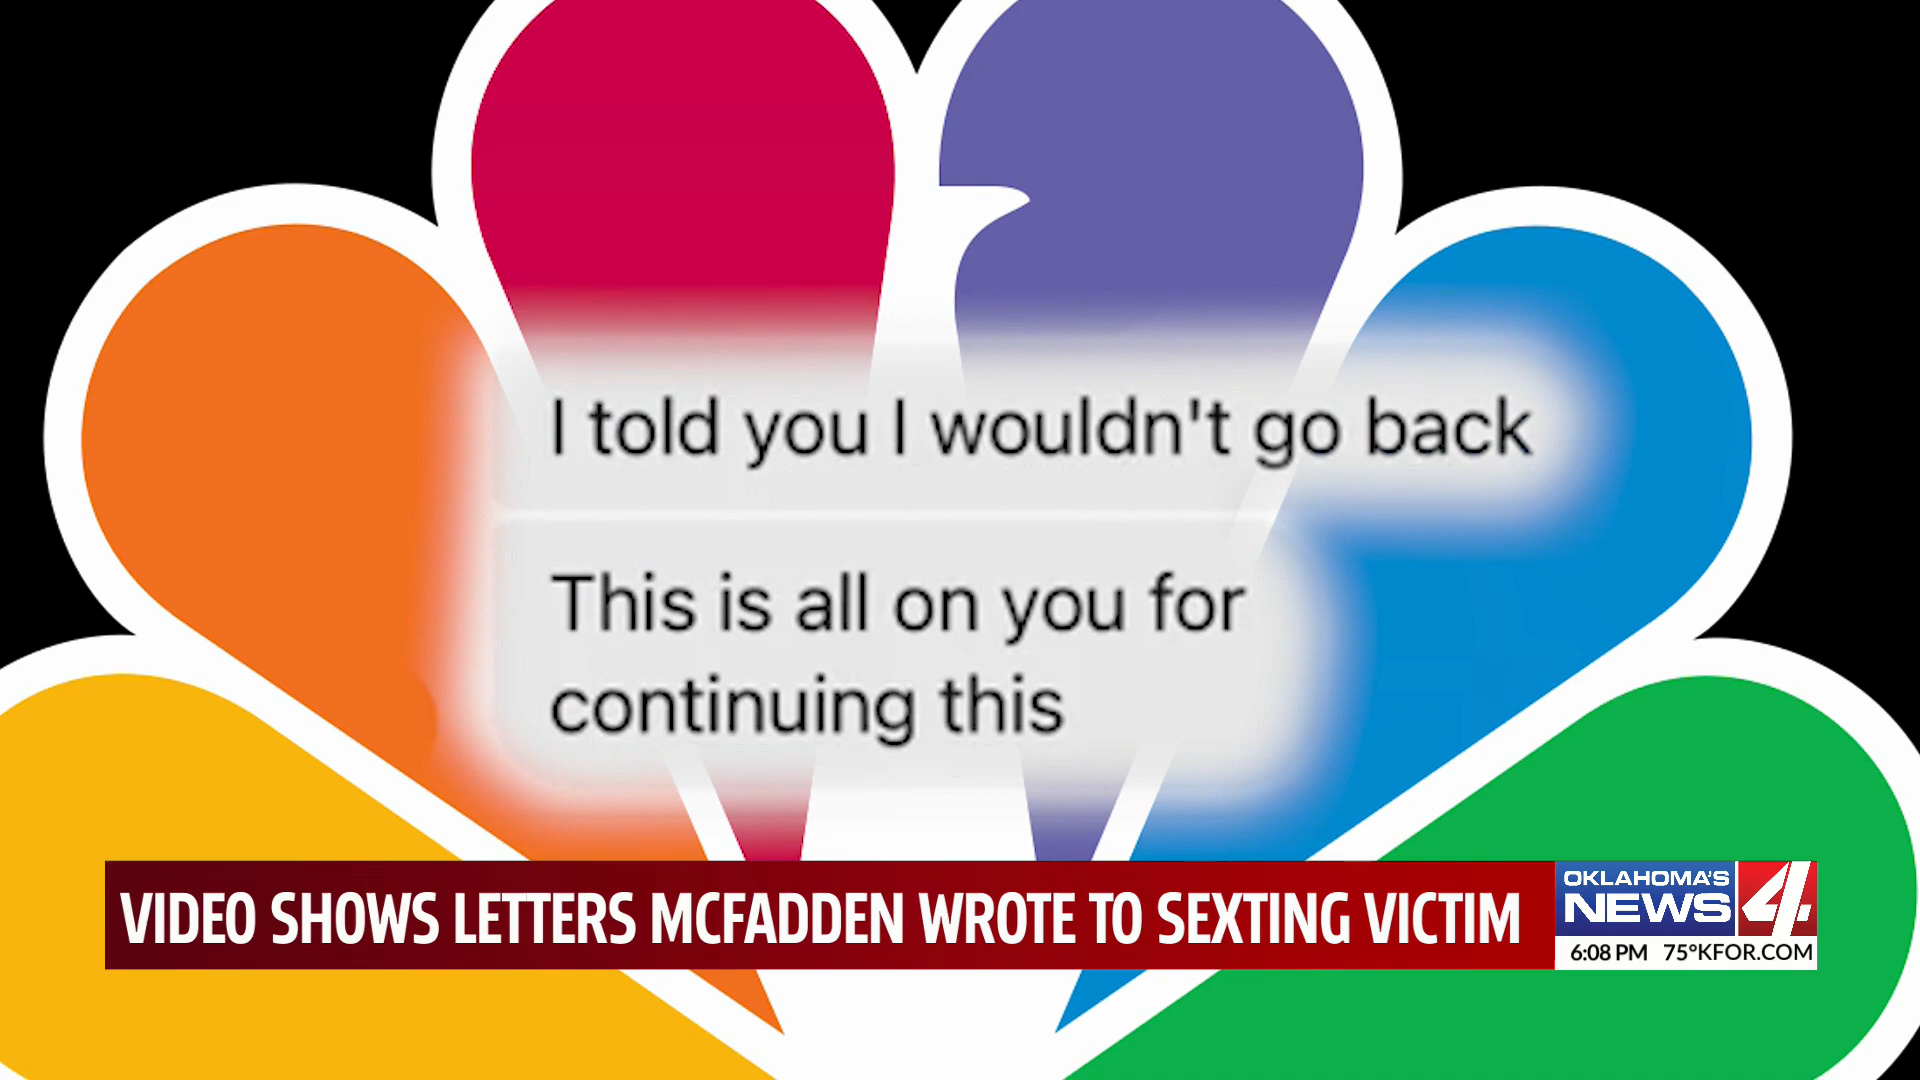 I told you I wouldn't go back
This is all on you for
continuing this
VIDEO SHOWS LETTERS MCFADDEN WROTE TO SEXTING VICTIM
OKLAHOMA'S
NEWS 4
6:08 PM 75° KFOR.COM